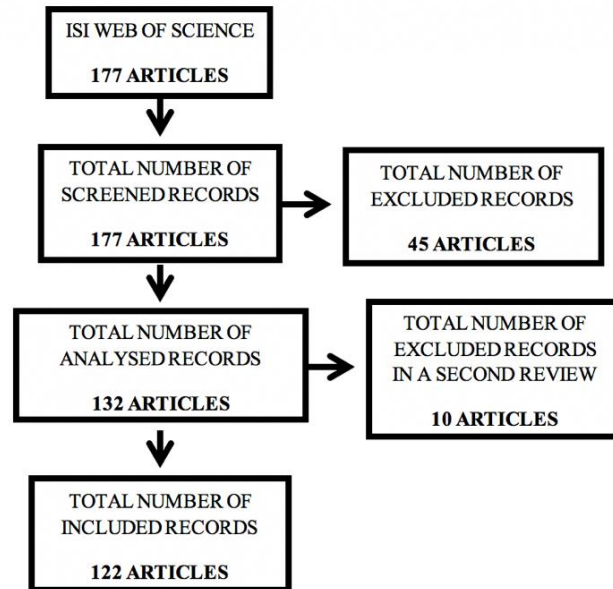 ISI WEB OF SCIENCE
177 ARTICLES
TOTAL NUMBER OF
SCREENED RECORDS
177 ARTICLES
TOTAL NUMBER OF
EXCLUDED RECORDS
45 ARTICLES
TOTAL NUMBER OF
ANALYSED RECORDS
132 ARTICLES
TOTAL NUMBER OF
EXCLUDED RECORDS
IN A SECOND REVIEW
10 ARTICLES
TOTAL NUMBER OF
INCLUDED RECORDS
122 ARTICLES